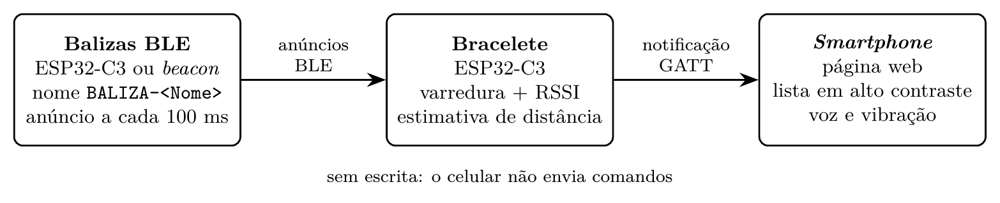 Balizas BLE
ESP32-C3 ou beacon
nome BALIZA-<Nome>
anúncio a cada 100 ms
anúncios
BLE
Bracelete
ESP32-C3
varredura + RSSI
estimativa de distância
notificação
GATT
Smartphone
página web
lista em alto contraste
voz e vibração
sem escrita: o celular não envia comandos